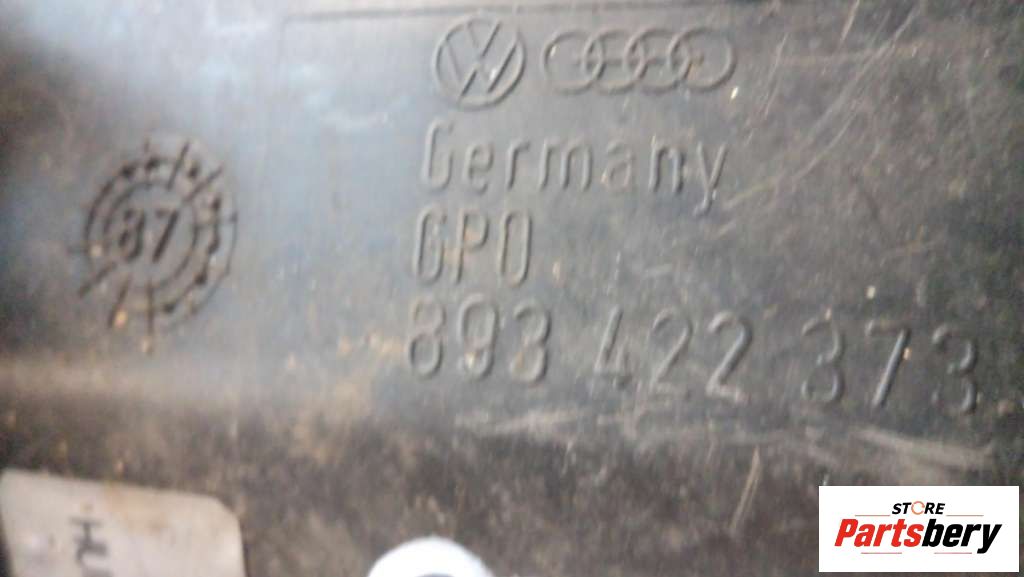 87
Germany
GPO
893 422 373
STORE
Partsbery